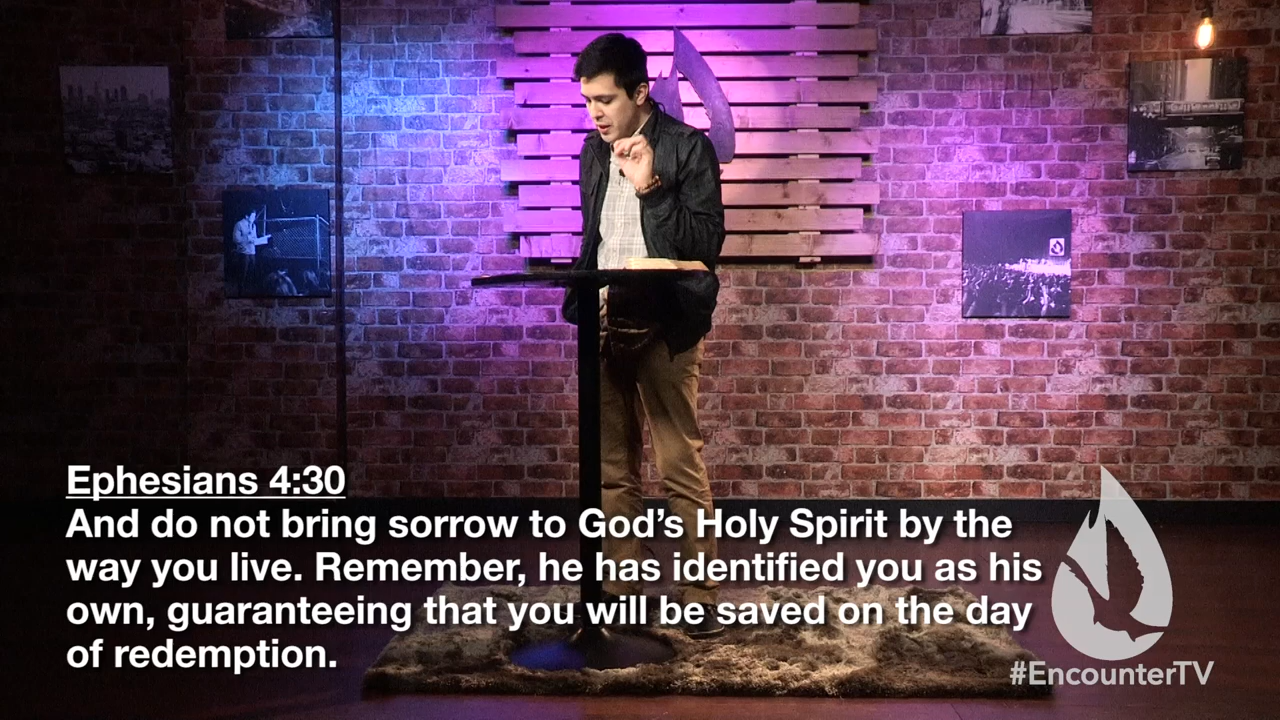 Ephesians 4:30
And do not bring sorrow to God’s Holy Spirit by the
way you live. Remember, he has identified you as his
own, guaranteeing that you will be saved on the day
of redemption.
#EncounterTV